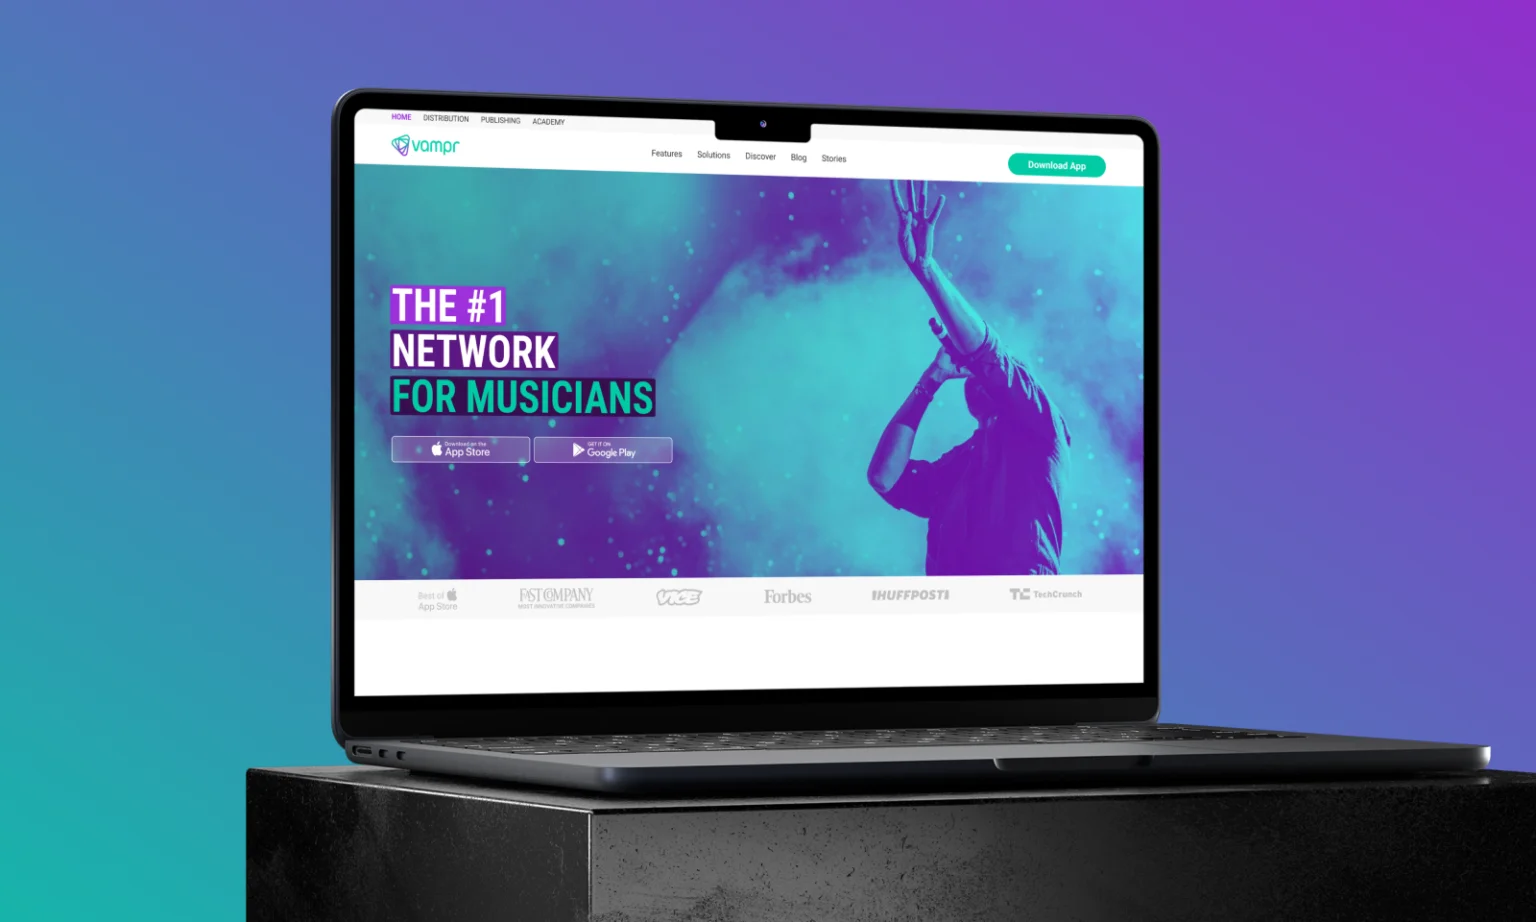 HOME DISTRIBUTION PUBLISHING ACADEMY
vampr
Features Solutions Discover Blog Stories
Download App
THE #1
NETWORK
FOR MUSICIANS
Download on the
App Store
GET IT ON
Google Play
Best of
App Store
FAST COMPANY
MOST INNOVATIVE COMPANIES
VICE
Forbes
HUFFPOST
TC TechCrunch